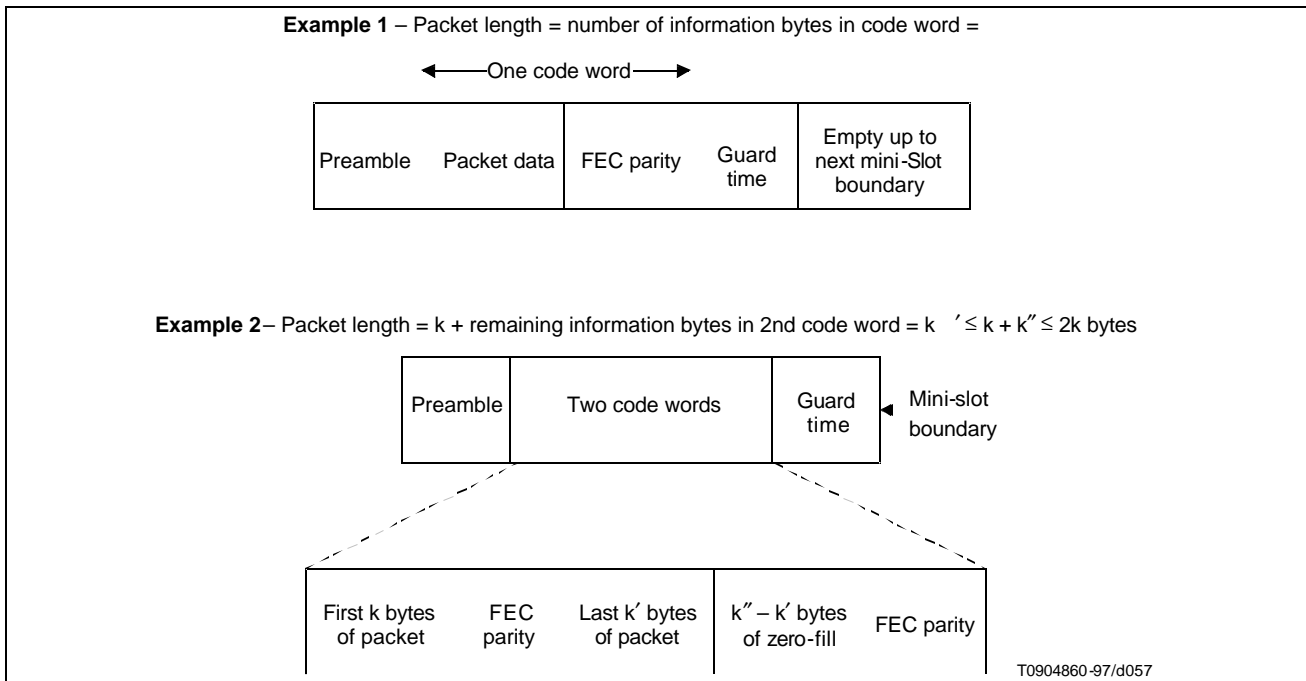 Example 1 – Packet length = number of information bytes in code word =
One code word
Preamble
Packet data
FEC parity
Guard
time
Empty up to
next mini-Slot
boundary
Example 2 – Packet length = k + remaining information bytes in 2nd code word = k ′ ≤ k + k″ ≤ 2k bytes
Preamble
Two code words
Guard
time
Mini-slot
boundary
First k bytes
of packet
FEC
parity
Last k′ bytes
of packet
k″ – k′ bytes
of zero-fill
FEC parity
T0904860-97/d057